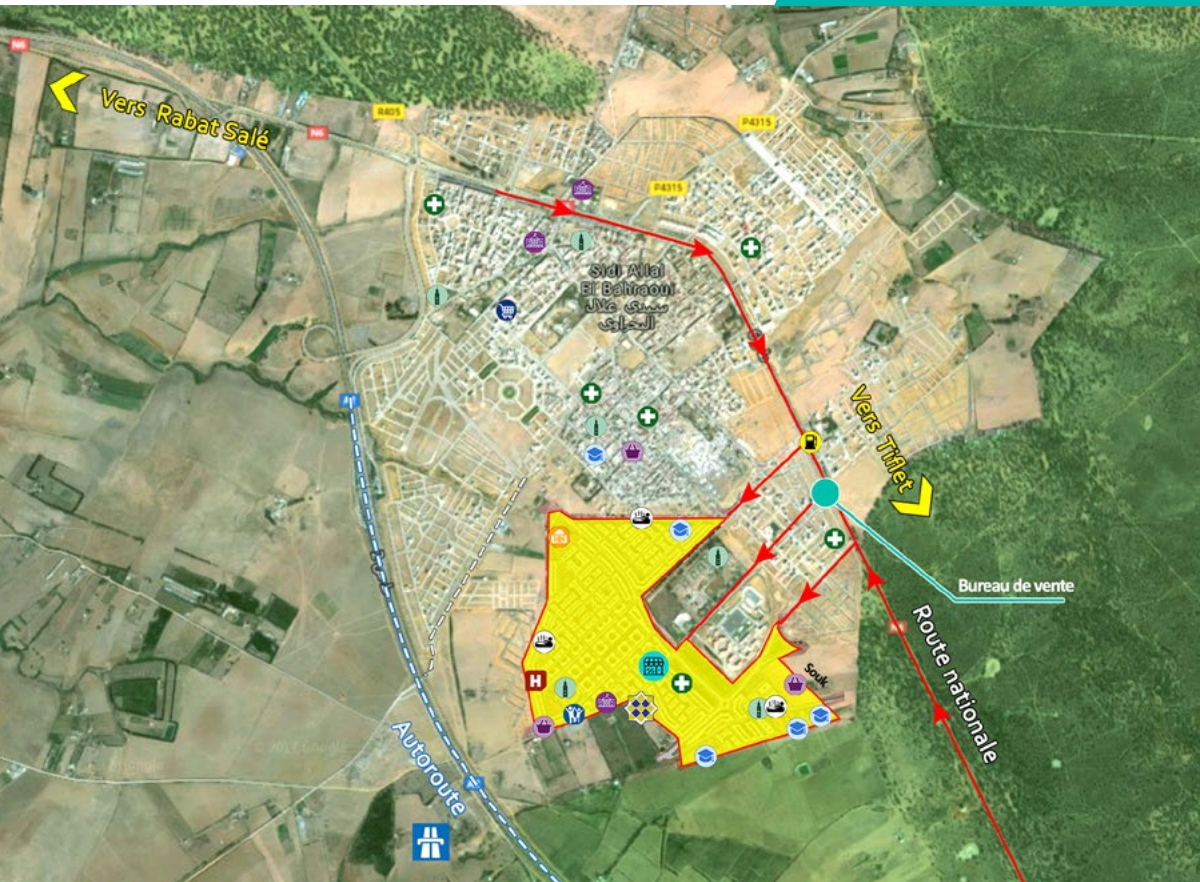 N6
Vers Rabat Salé
N6
R405
P4315
P4315
Sidi Allal
El Bahraoui
سيدي علال
البحراوي
Vers Tiflet
Bureau de vente
Route nationale
Souk
H
Autoroute